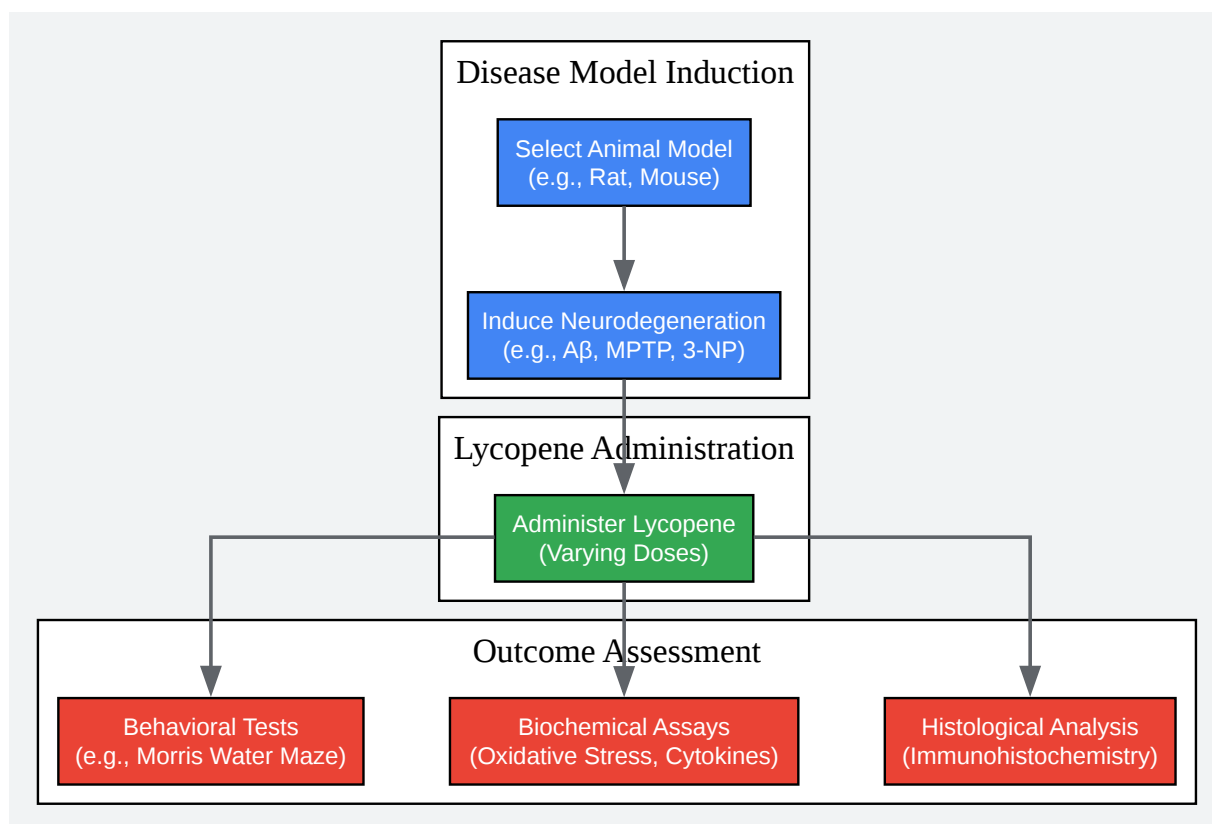 Disease Model Induction
Select Animal Model
(e.g., Rat, Mouse)
Induce Neurodegeneration
(e.g., Aβ, MPTP, 3-NP)
Lycopene Administration
Administer Lycopene
(Varying Doses)
Outcome Assessment
Behavioral Tests
(e.g., Morris Water Maze)
Biochemical Assays
(Oxidative Stress, Cytokines)
Histological Analysis
(Immunohistochemistry)